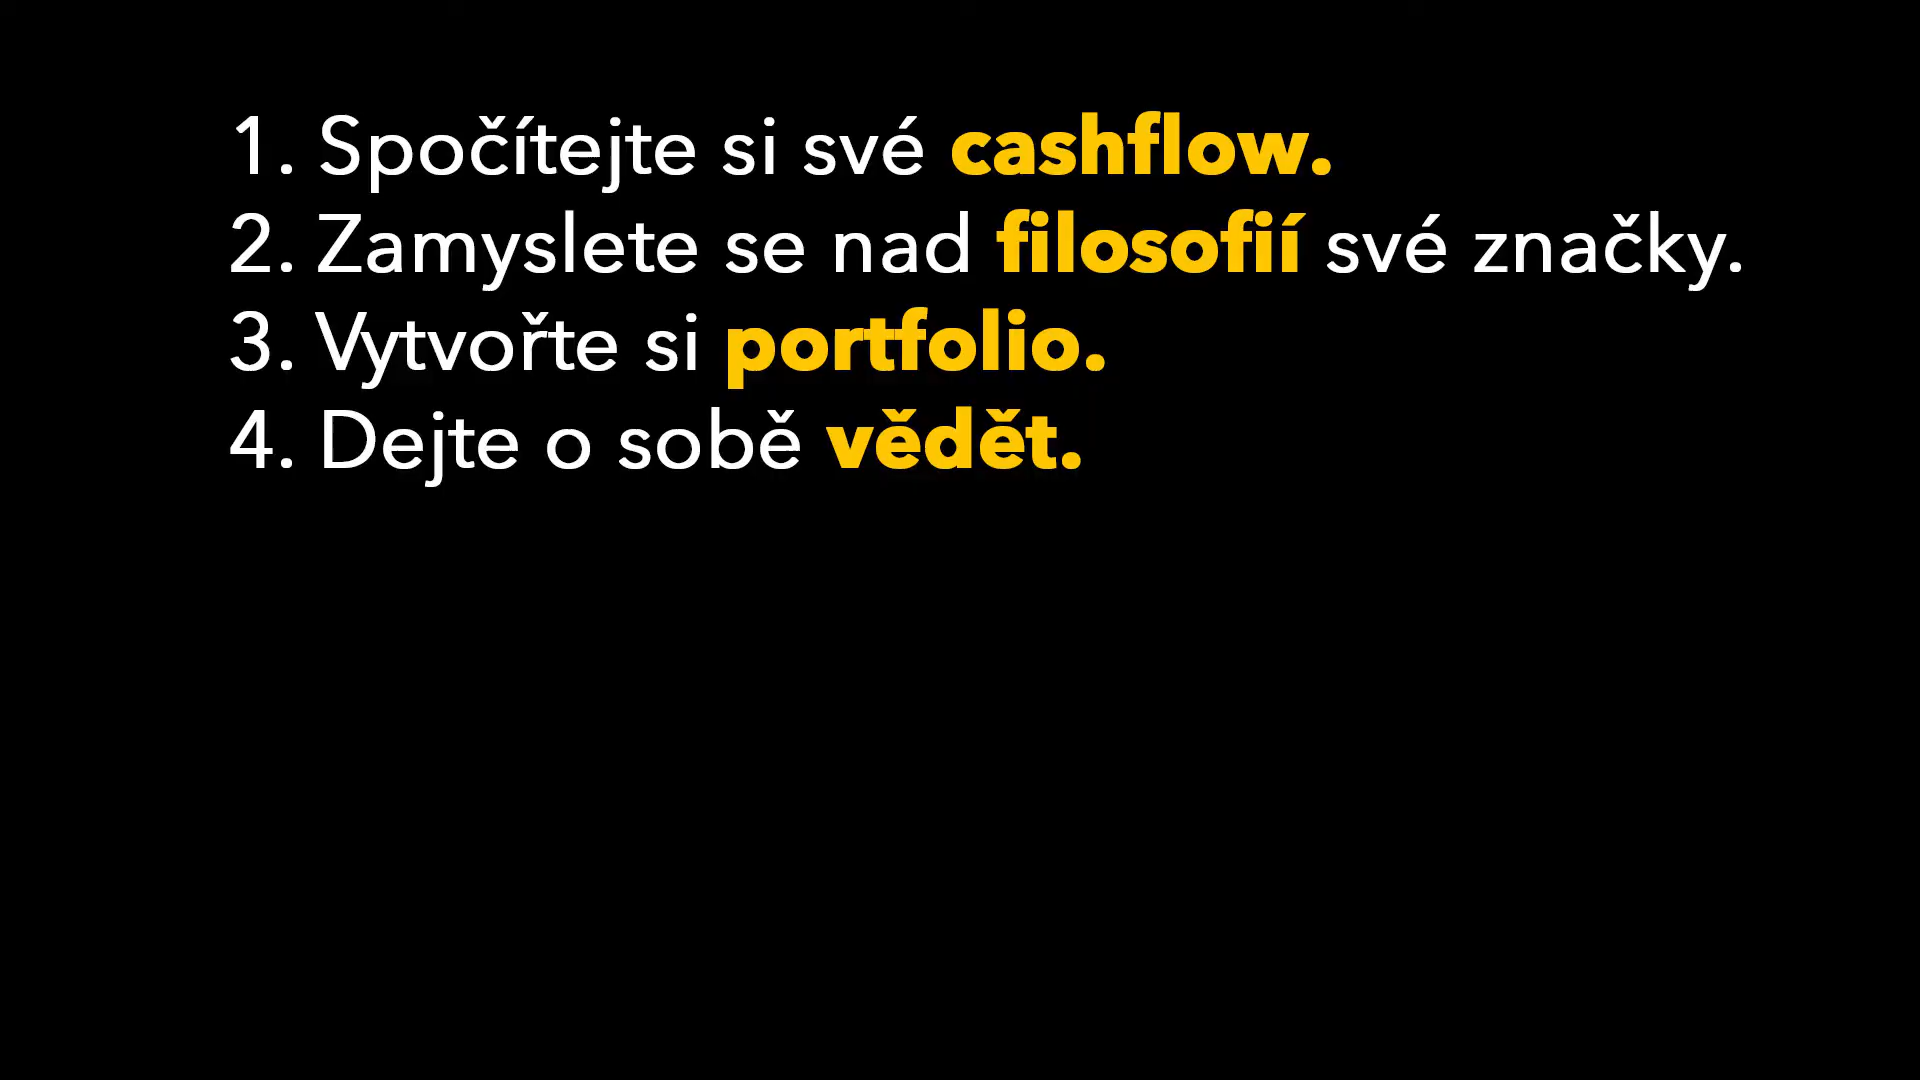 1. Spočítejte si své cashflow.
2. Zamyslete se nad filosofií své značky.
3. Vytvořte si portfolio.
4. Dejte o sobě vědět.